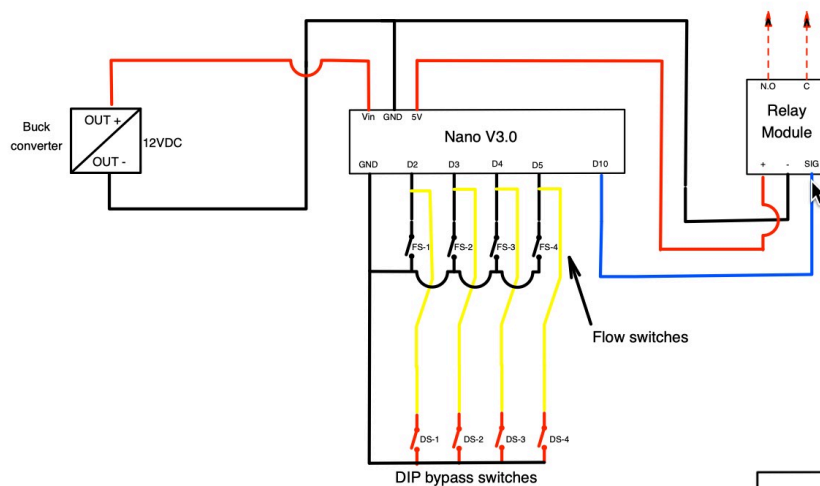 N.O C
Vin GND 5V
Relay
Module
OUT +
Buck
converter
12VDC
Nano V3.0
OUT -
GND D2 D3 D4 D5 D10
+ - SIG
FS-1 FS-2 FS-3 FS-4
Flow switches
DS-1 DS-2 DS-3 DS-4
DIP bypass switches